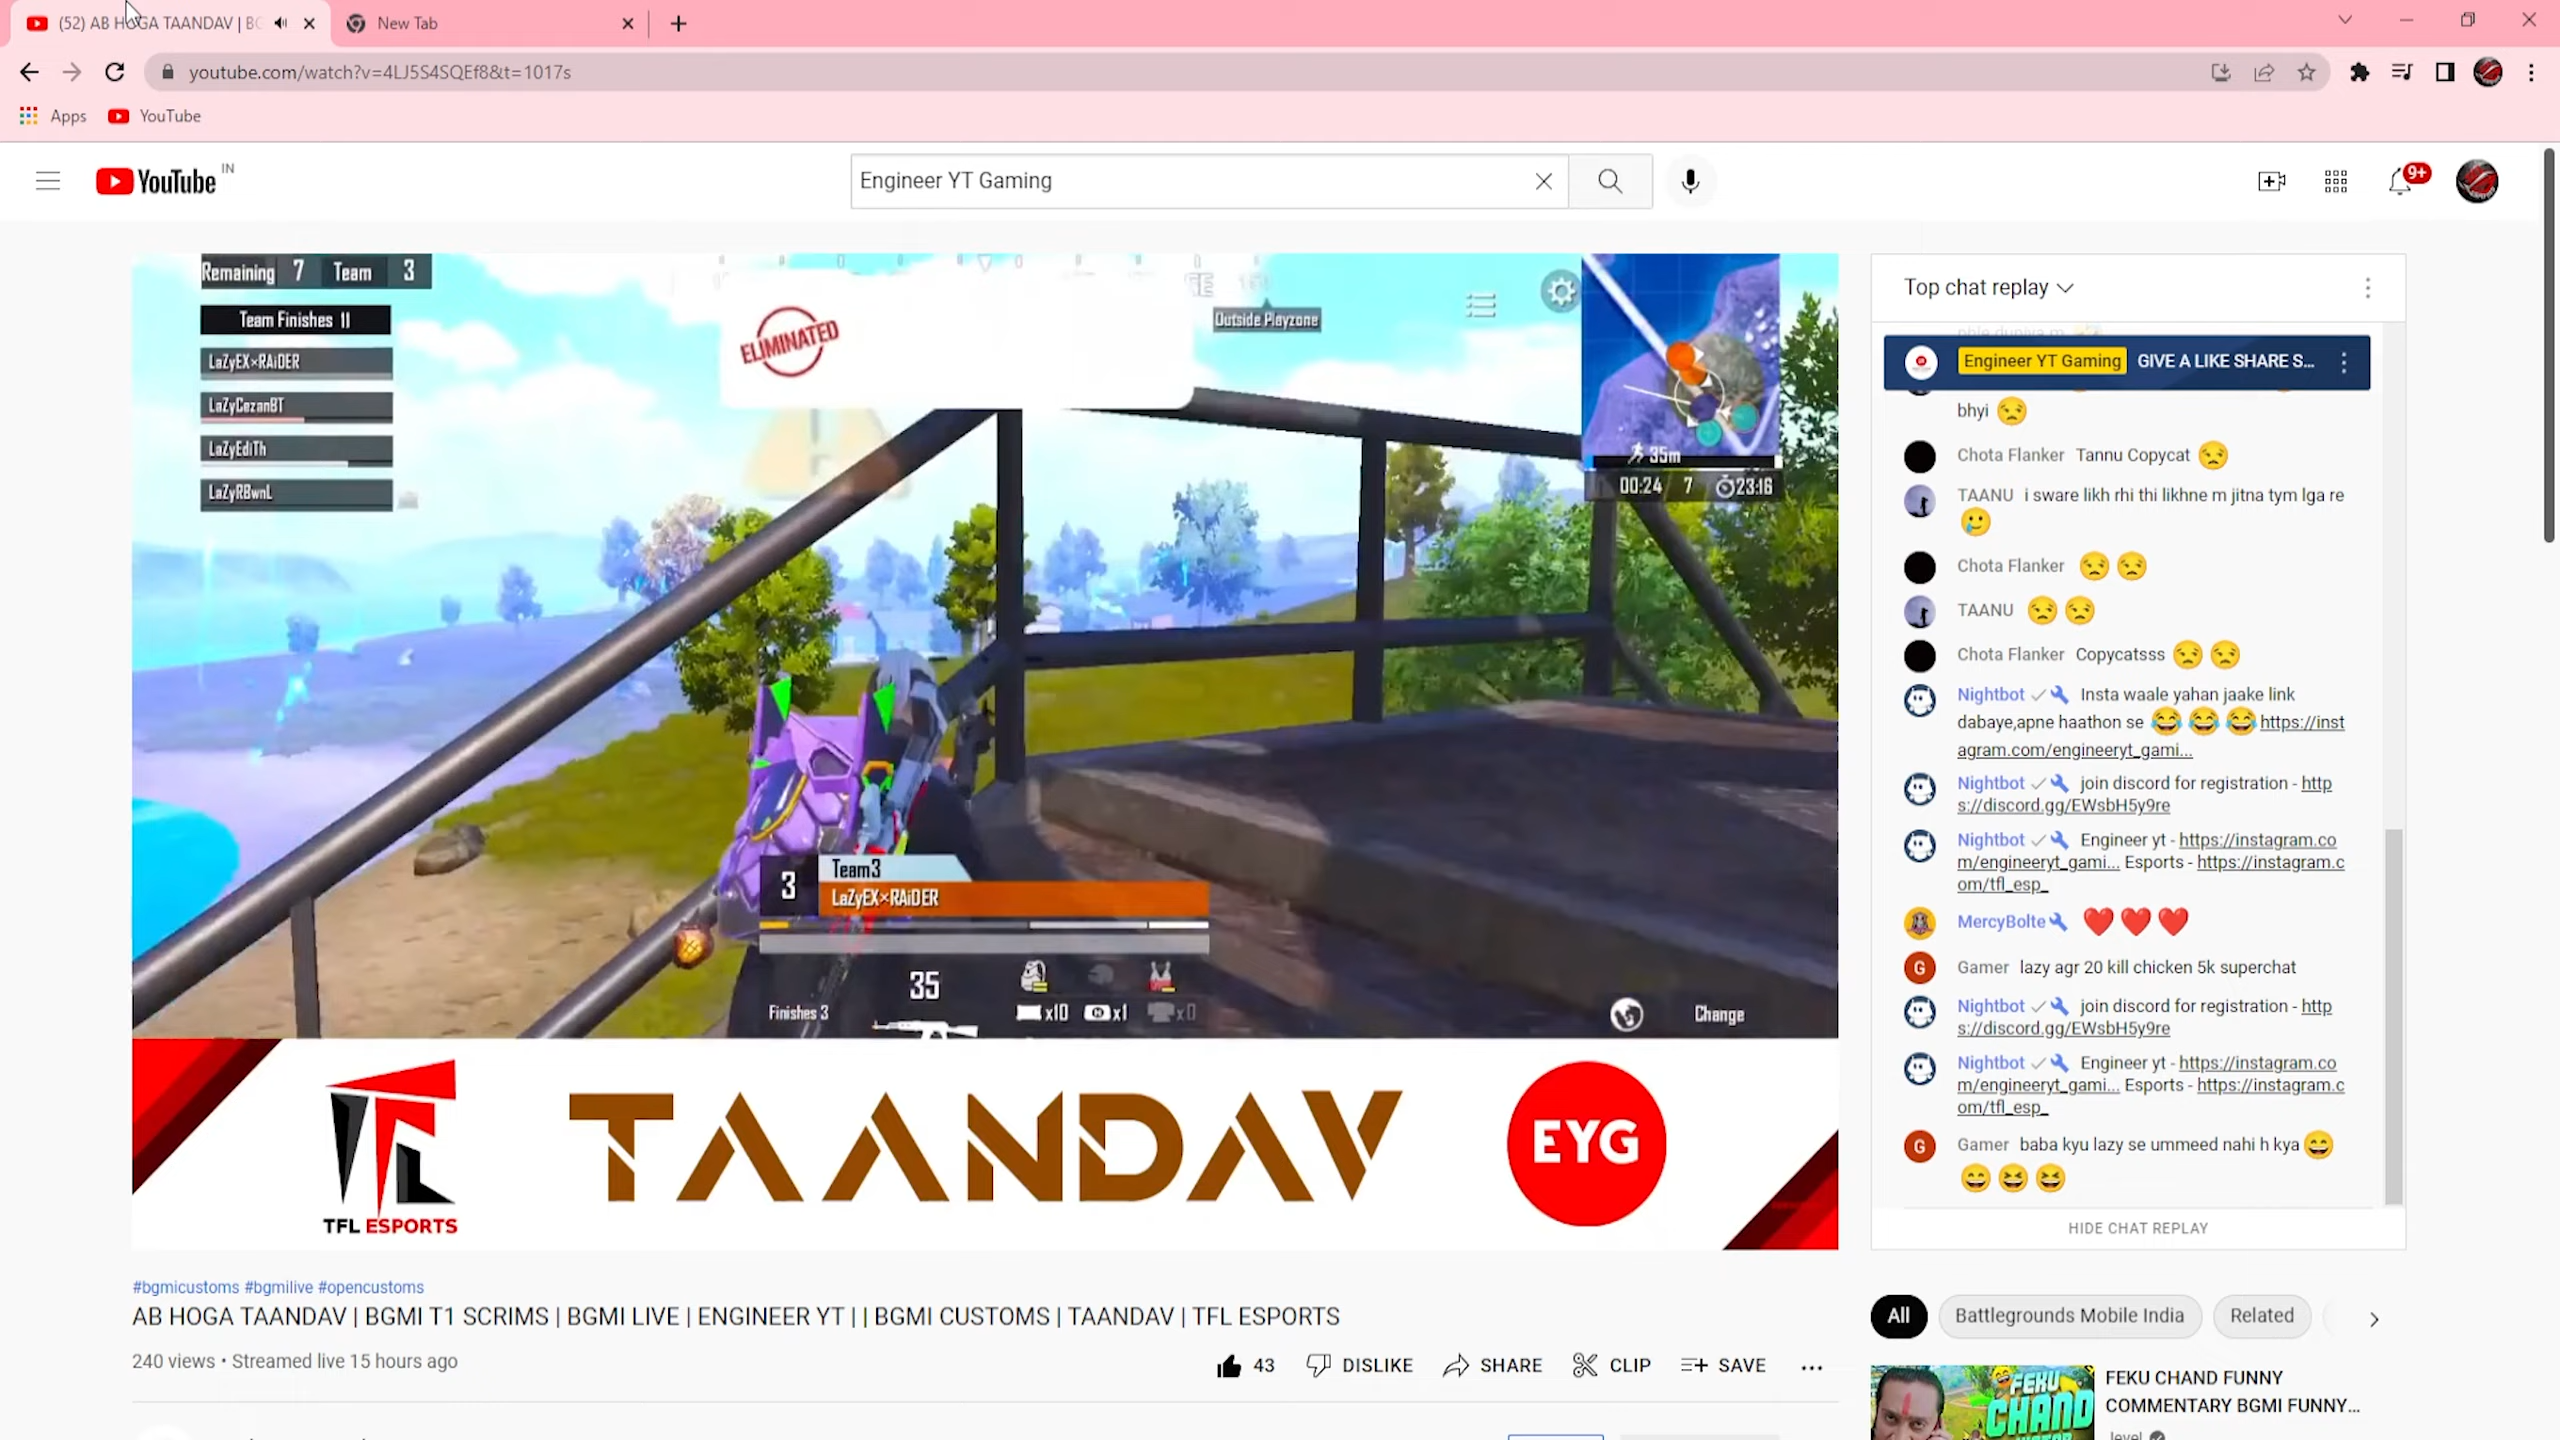 (52) AB HOGA TAANDAV | BG
New Tab
youtube.com/watch?v=4LJ5S4SQEf8&t=1017s
Apps
YouTube
YouTube IN
Engineer YT Gaming
9+
Remaining 7 Team 3
Team Finishes 11
LaZyEX×RAiDER
LaZyCezanBT
LaZyEdiTh
LaZyRBwnL
ELIMINATED
Outside Playzone
35m
00:24 7 23:16
3
Team3
LaZyEX×RAiDER
Finishes 3
35
x10 x1 x0
Change
TFL ESPORTS
TAANDAV
EYG
#bgmicustoms #bgmilive #opencustoms
AB HOGA TAANDAV | BGMI T1 SCRIMS | BGMI LIVE | ENGINEER YT | | BGMI CUSTOMS | TAANDAV | TFL ESPORTS
240 views • Streamed live 15 hours ago
43 DISLIKE SHARE CLIP SAVE
Top chat replay
Engineer YT Gaming GIVE A LIKE SHARE S...
bhyi 😒
Chota Flanker Tannu Copycat 😒
TAANU i sware likh rhi thi likhne m jitna tym lga re
🥲
Chota Flanker 😒 😒
TAANU 😒 😒
Chota Flanker Copycatsss 😒 😒
Nightbot Insta waale yahan jaake link
dabaye,apne haathon se 😂 😂 😂 https://inst
agram.com/engineeryt_gami...
Nightbot join discord for registration - http
s://discord.gg/EWsbH5y9re
Nightbot Engineer yt - https://instagram.co
m/engineeryt_gami... Esports - https://instagram.c
om/tfl_esp_
MercyBolte ❤️ ❤️ ❤️
G Gamer lazy agr 20 kill chicken 5k superchat
Nightbot join discord for registration - http
s://discord.gg/EWsbH5y9re
Nightbot Engineer yt - https://instagram.co
m/engineeryt_gami... Esports - https://instagram.c
om/tfl_esp_
G Gamer baba kyu lazy se ummeed nahi h kya 😄
😄 😆 😆
HIDE CHAT REPLAY
All
Battlegrounds Mobile India
Related
FEKU CHAND
FEKU CHAND FUNNY
COMMENTARY BGMI FUNNY...